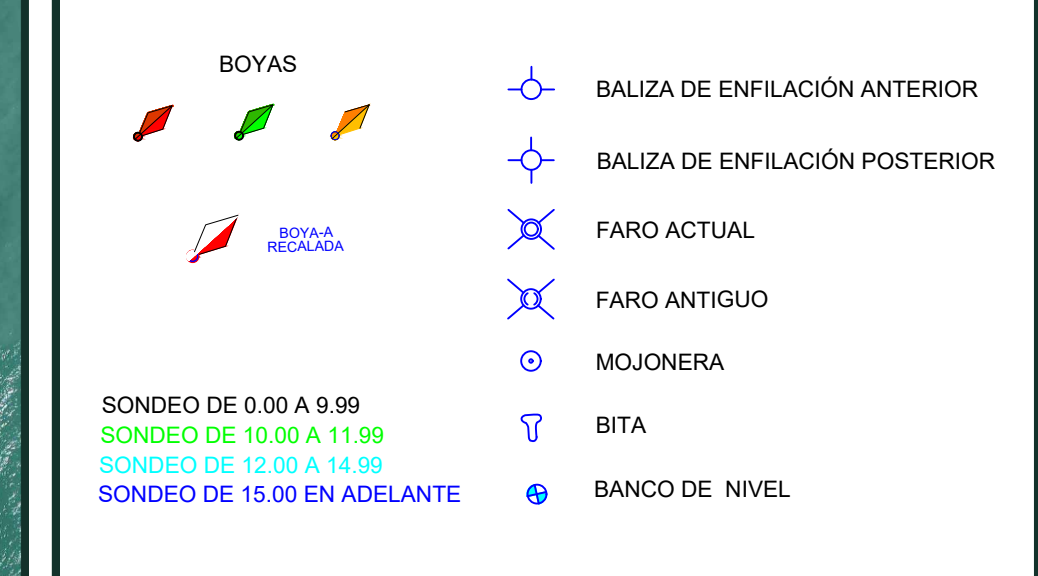 BOYAS
BOYA-A
RECALADA
SONDEO DE 0.00 A 9.99
SONDEO DE 10.00 A 11.99
SONDEO DE 12.00 A 14.99
SONDEO DE 15.00 EN ADELANTE
BALIZA DE ENFILACIÓN ANTERIOR
BALIZA DE ENFILACIÓN POSTERIOR
FARO ACTUAL
FARO ANTIGUO
MOJONERA
BITA
BANCO DE NIVEL